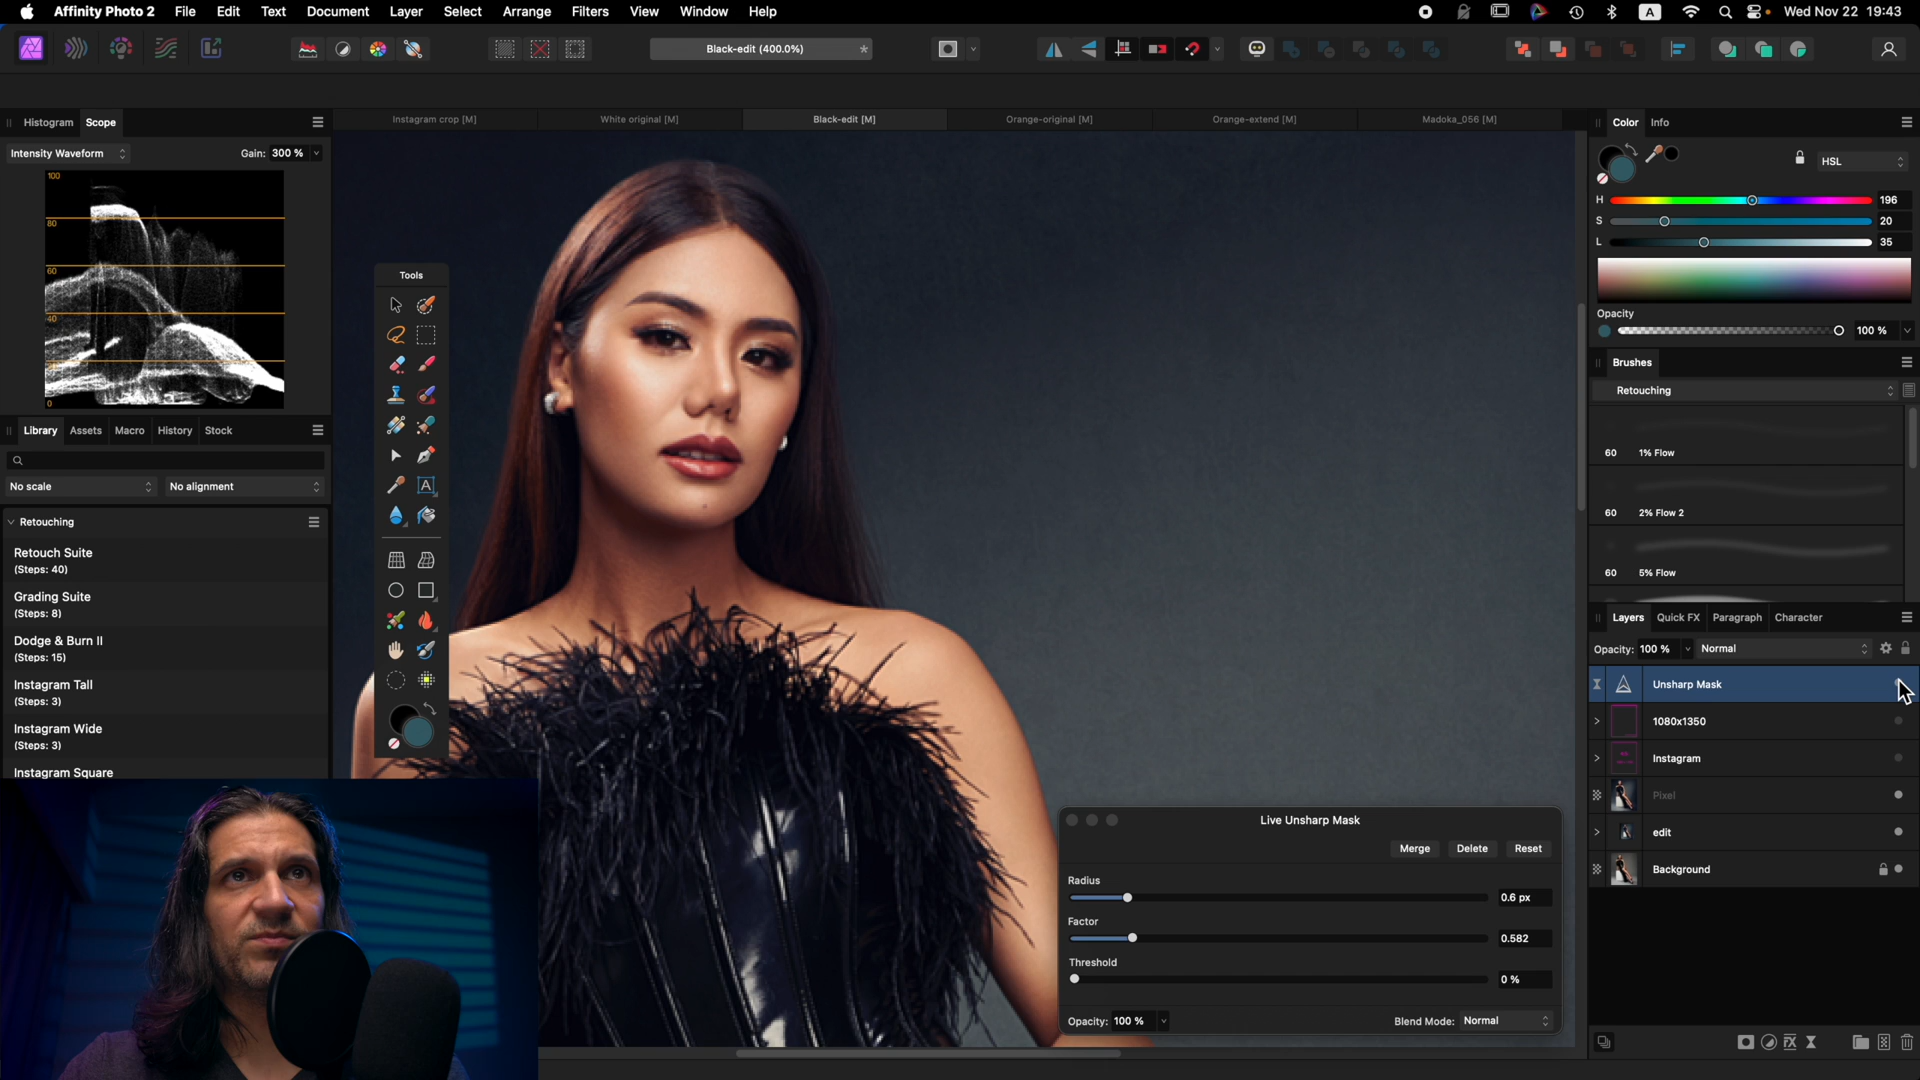 Affinity Photo 2 File Edit Text Document Layer Select Arrange Filters View Window Help
A Wed Nov 22 19:43
Black-edit (400.0%) *
Histogram Scope
Intensity Waveform Gain: 300 %
100
80
60
40
0
Library Assets Macro History Stock
No scale No alignment
Retouching
Retouch Suite
(Steps: 40)
Grading Suite
(Steps: 8)
Dodge & Burn II
(Steps: 15)
Instagram Tall
(Steps: 3)
Instagram Wide
(Steps: 3)
Instagram Square
Instagram crop [M] White original [M] Black-edit [M] Orange-original [M] Orange-extend [M] Madoka_056 [M]
Tools
A
Color Info
HSL
H 196
S 20
L 35
Opacity
100 %
Brushes
Retouching
60 1% Flow
60 2% Flow 2
60 5% Flow
Layers Quick FX Paragraph Character
Opacity: 100 % Normal
Unsharp Mask
1080x1350
Instagram
Pixel
edit
Background
Live Unsharp Mask
Merge Delete Reset
Radius
0.6 px
Factor
0.582
Threshold
0 %
Opacity: 100 % Blend Mode: Normal